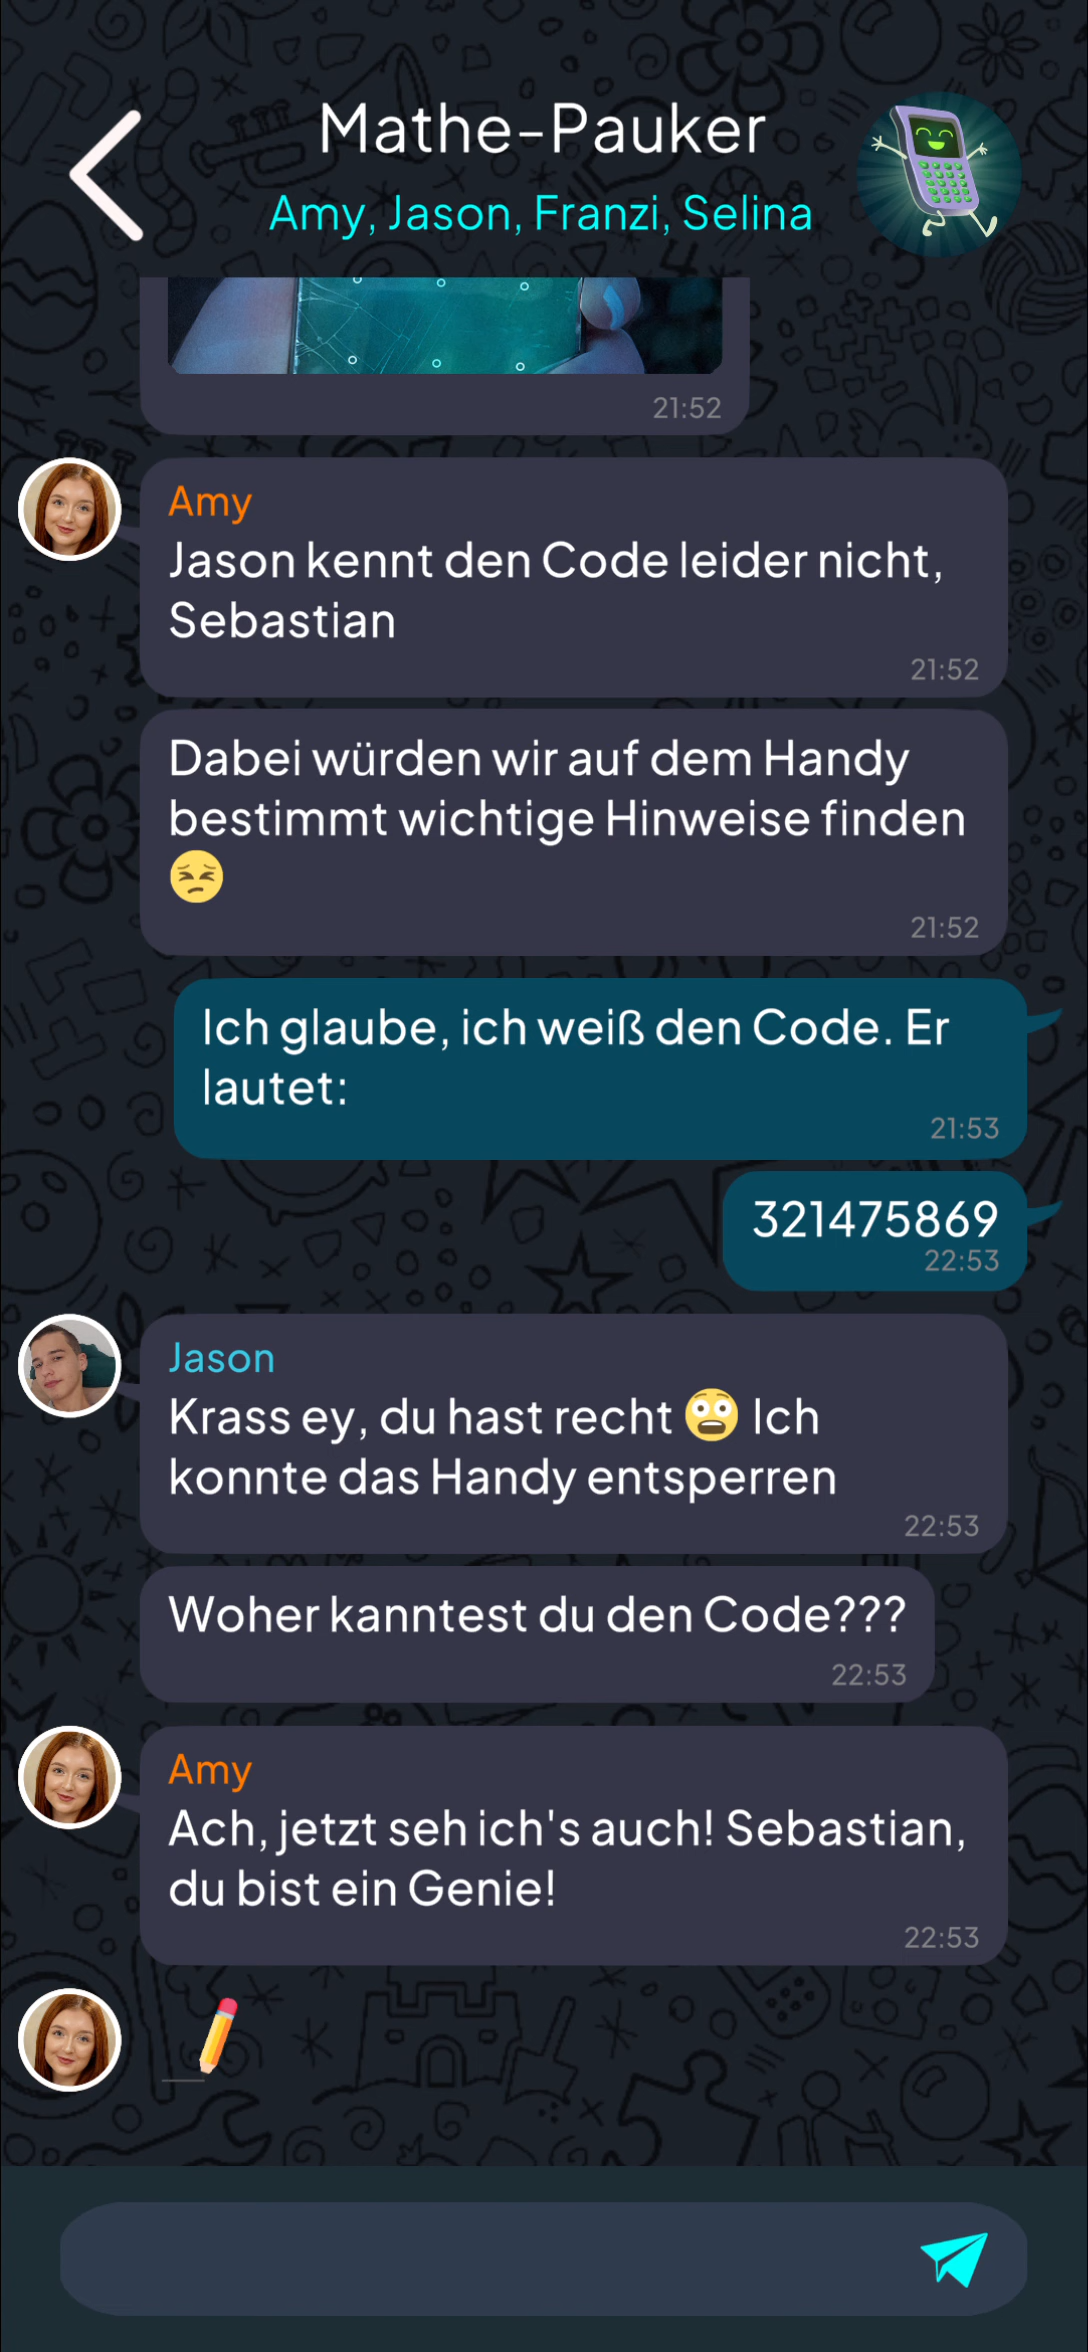 Mathe-Pauker
Amy, Jason, Franzi, Selina
21:52
Amy
Jason kennt den Code leider nicht,
Sebastian
21:52
Dabei würden wir auf dem Handy
bestimmt wichtige Hinweise finden
😣
21:52
Ich glaube, ich weiß den Code. Er
lautet:
21:53
321475869
22:53
Jason
Krass ey, du hast recht 😨 Ich
konnte das Handy entsperren
22:53
Woher kanntest du den Code???
22:53
Amy
Ach, jetzt seh ich's auch! Sebastian,
du bist ein Genie!
22:53